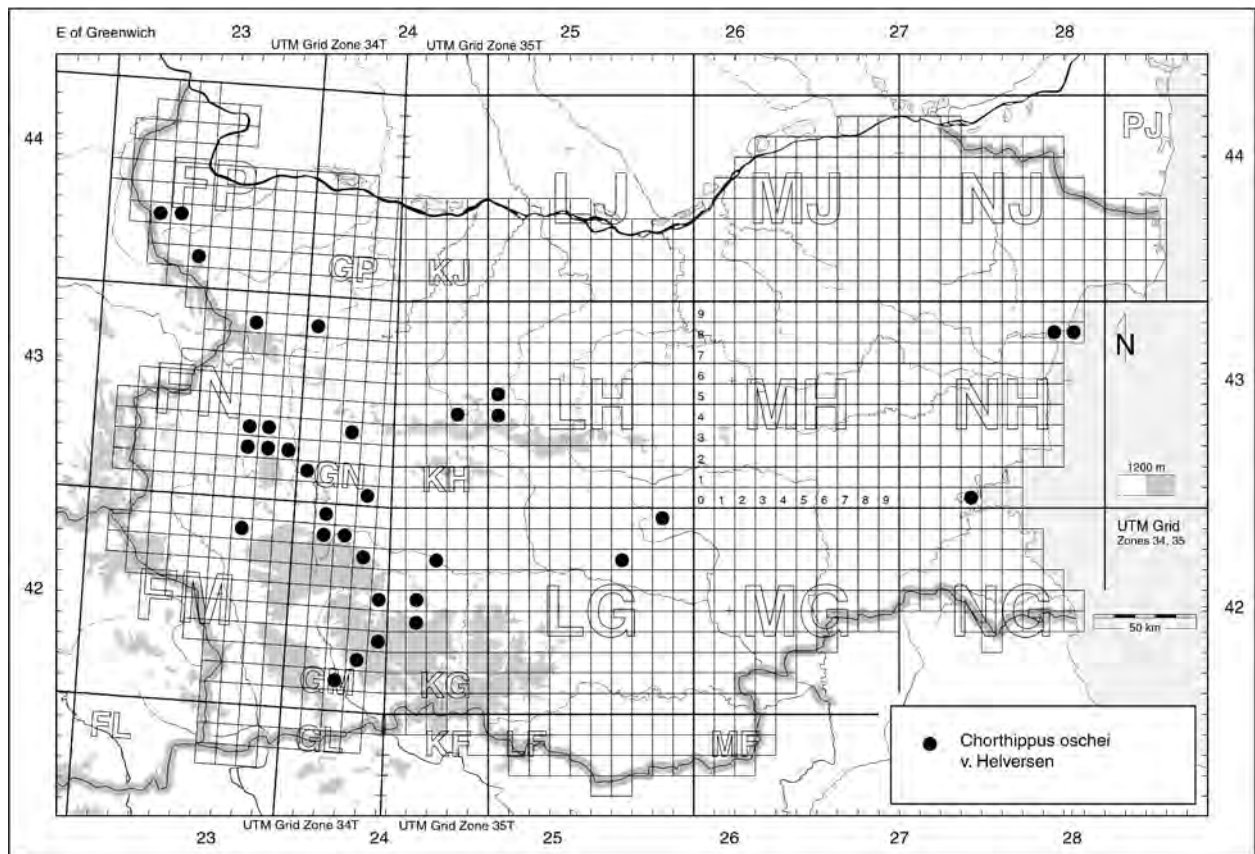 E of Greenwich 23 24 25 26 27 28
UTM Grid Zone 34T UTM Grid Zone 35T
44 44
PJ
FP LJ MJ NJ
GP KJ
9
8
43 7 43
N
6
FN 5 LH MH NH
4
3
2
GN KH 1
1200 m
0 1 2 3 4 5 6 7 8 9
UTM Grid
Zones 34, 35
42 FM LG MG NG 42
50 km
GM KG
FL GL KF LF MF
Chorthippus oschei
v. Helversen
UTM Grid Zone 34T UTM Grid Zone 35T
23 24 25 26 27 28